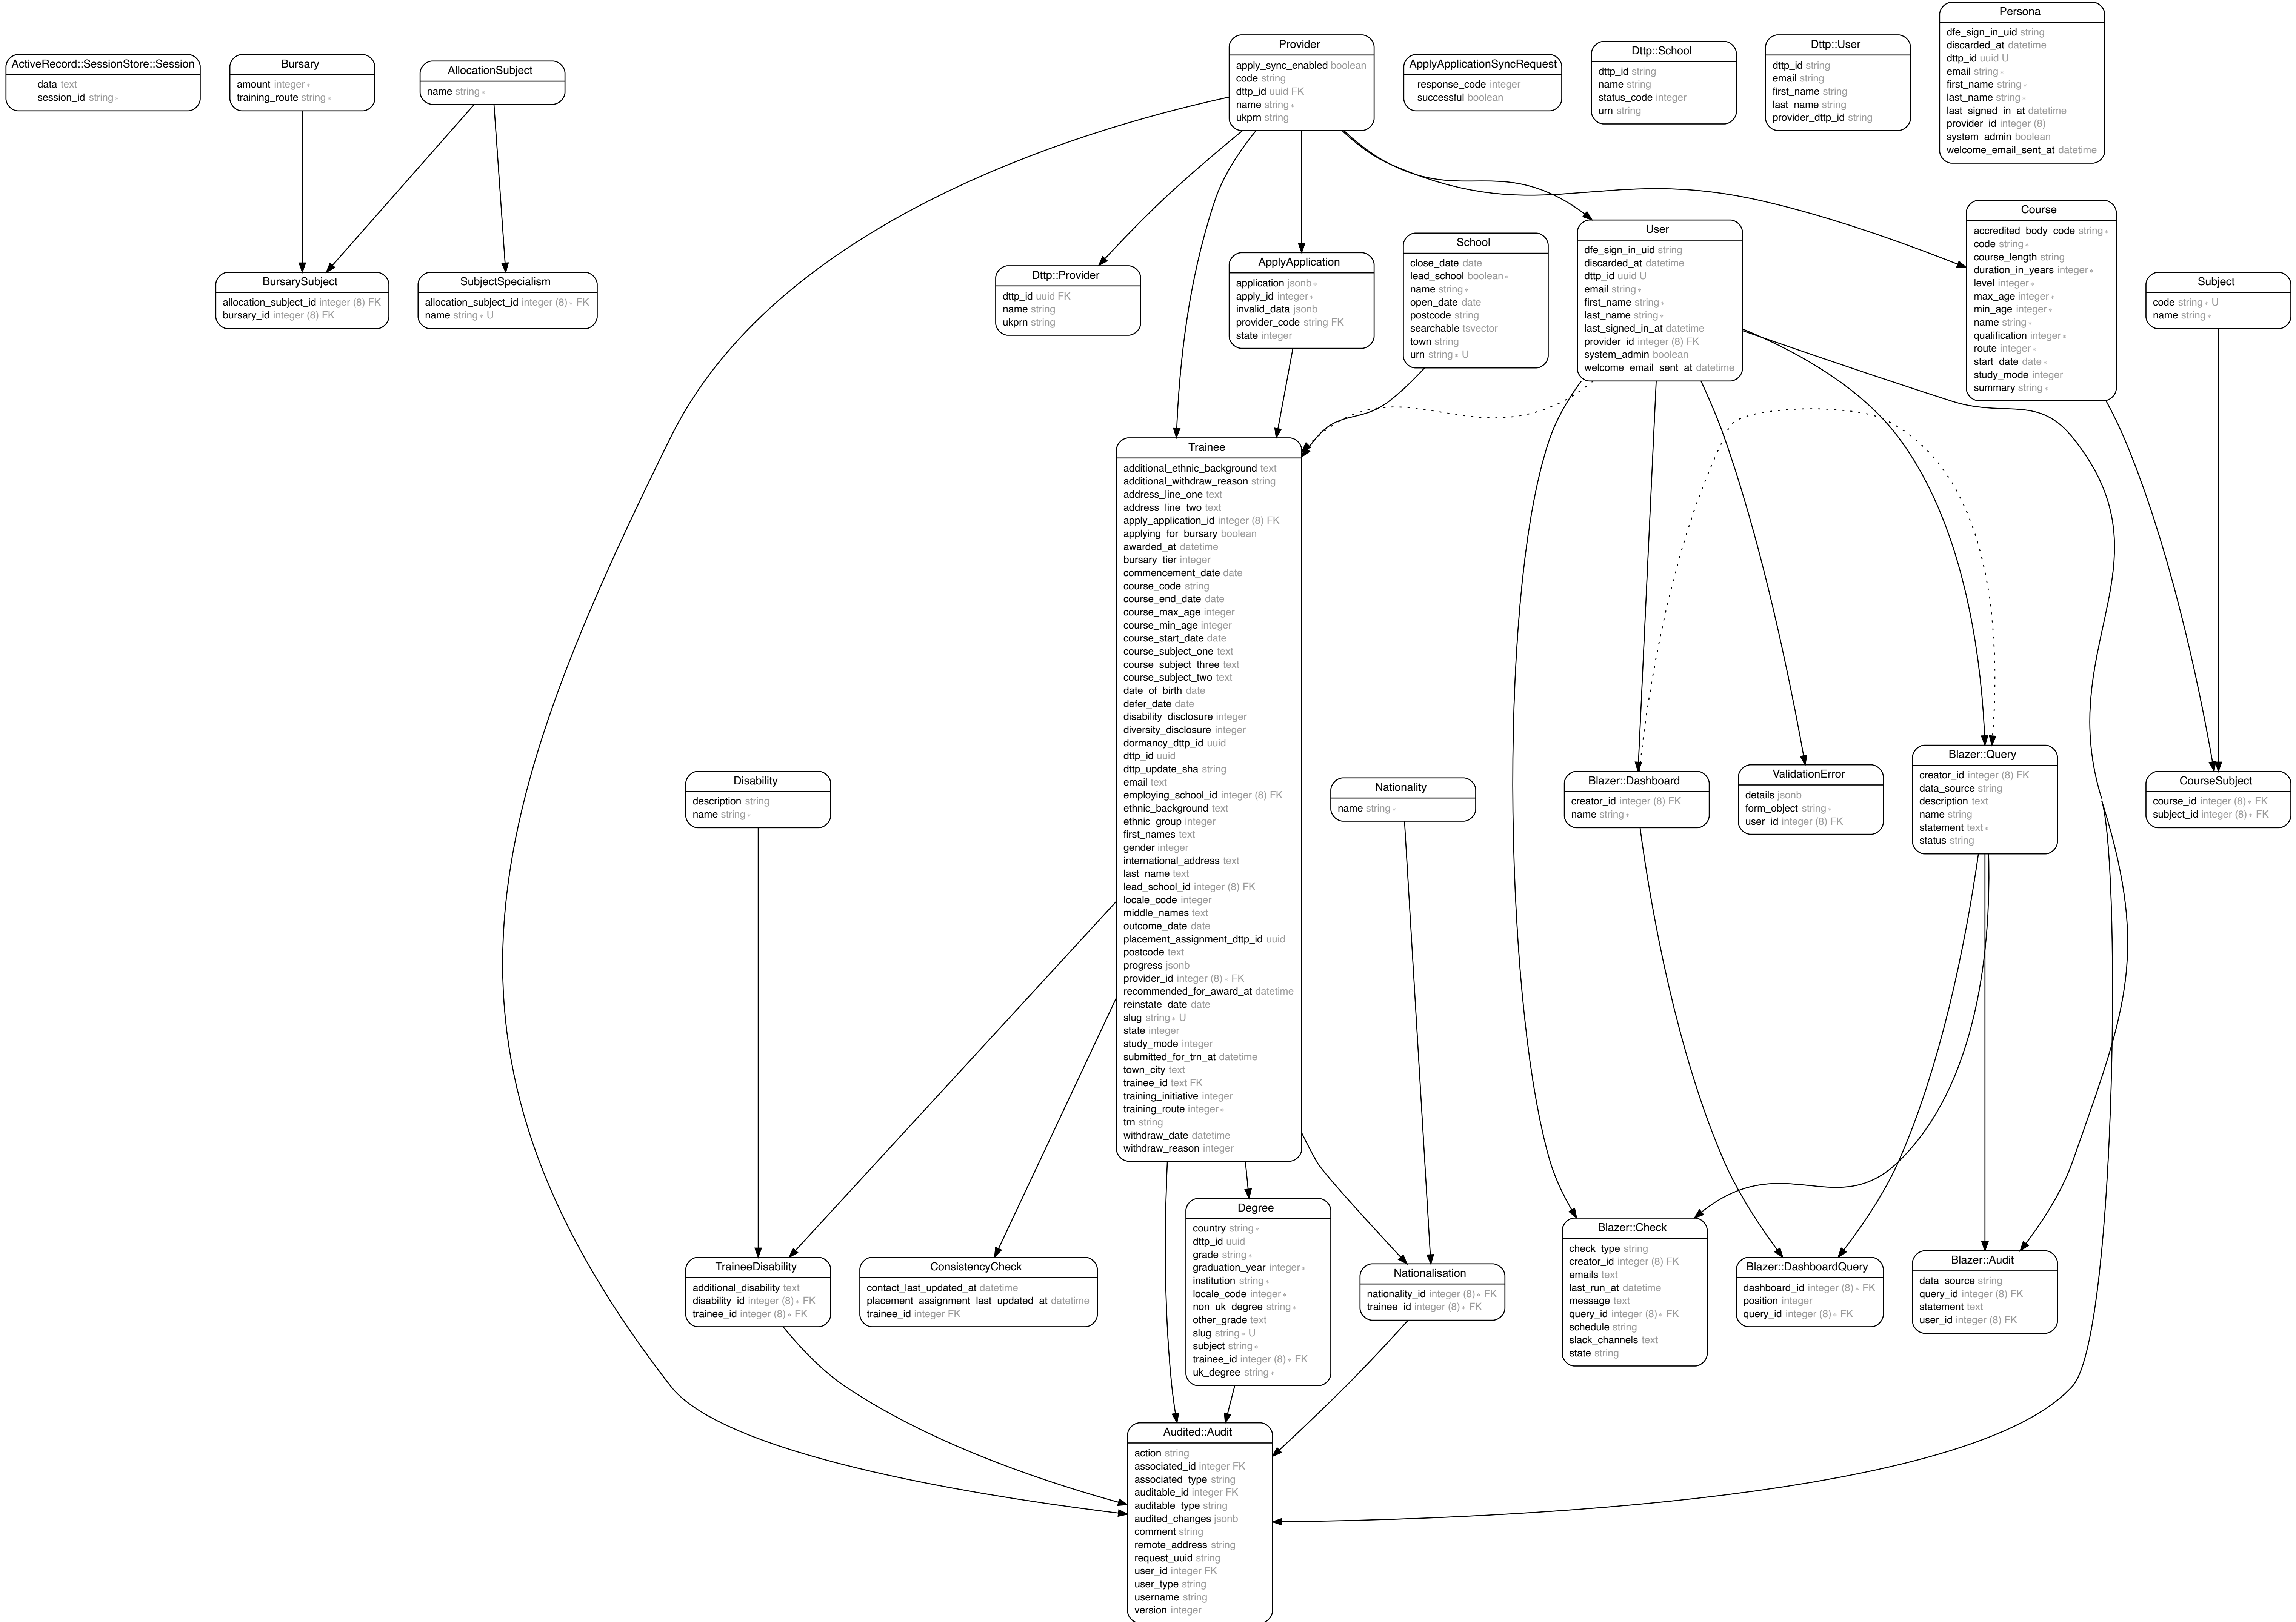 ActiveRecord::SessionStore::Session
data text
session_id string ∗
Bursary
amount integer ∗
training_route string ∗
AllocationSubject
name string ∗
Provider
apply_sync_enabled boolean
code string
dttp_id uuid FK
name string ∗
ukprn string
ApplyApplicationSyncRequest
response_code integer
successful boolean
Dttp::School
dttp_id string
name string
status_code integer
urn string
Dttp::User
dttp_id string
email string
first_name string
last_name string
provider_dttp_id string
Persona
dfe_sign_in_uid string
discarded_at datetime
dttp_id uuid U
email string ∗
first_name string ∗
last_name string ∗
last_signed_in_at datetime
provider_id integer (8)
system_admin boolean
welcome_email_sent_at datetime
BursarySubject
allocation_subject_id integer (8) FK
bursary_id integer (8) FK
SubjectSpecialism
allocation_subject_id integer (8) ∗ FK
name string ∗ U
Dttp::Provider
dttp_id uuid FK
name string
ukprn string
ApplyApplication
application jsonb ∗
apply_id integer ∗
invalid_data jsonb
provider_code string FK
state integer
School
close_date date
lead_school boolean ∗
name string ∗
open_date date
postcode string
searchable tsvector
town string
urn string ∗ U
User
dfe_sign_in_uid string
discarded_at datetime
dttp_id uuid U
email string ∗
first_name string ∗
last_name string ∗
last_signed_in_at datetime
provider_id integer (8) FK
system_admin boolean
welcome_email_sent_at datetime
Course
accredited_body_code string ∗
code string ∗
course_length string
duration_in_years integer ∗
level integer ∗
max_age integer ∗
min_age integer ∗
name string ∗
qualification integer ∗
route integer ∗
start_date date ∗
study_mode integer
summary string ∗
Subject
code string ∗ U
name string ∗
Trainee
additional_ethnic_background text
additional_withdraw_reason string
address_line_one text
address_line_two text
apply_application_id integer (8) FK
applying_for_bursary boolean
awarded_at datetime
bursary_tier integer
commencement_date date
course_code string
course_end_date date
course_max_age integer
course_min_age integer
course_start_date date
course_subject_one text
course_subject_three text
course_subject_two text
date_of_birth date
defer_date date
disability_disclosure integer
diversity_disclosure integer
dormancy_dttp_id uuid
dttp_id uuid
dttp_update_sha string
email text
employing_school_id integer (8) FK
ethnic_background text
ethnic_group integer
first_names text
gender integer
international_address text
last_name text
lead_school_id integer (8) FK
locale_code integer
middle_names text
outcome_date date
placement_assignment_dttp_id uuid
postcode text
progress jsonb
provider_id integer (8) ∗ FK
recommended_for_award_at datetime
reinstate_date date
slug string ∗ U
state integer
study_mode integer
submitted_for_trn_at datetime
town_city text
trainee_id text FK
training_initiative integer
training_route integer ∗
trn string
withdraw_date datetime
withdraw_reason integer
Disability
description string
name string ∗
Nationality
name string ∗
Blazer::Dashboard
creator_id integer (8) FK
name string ∗
ValidationError
details jsonb
form_object string ∗
user_id integer (8) FK
Blazer::Query
creator_id integer (8) FK
data_source string
description text
name string
statement text ∗
status string
CourseSubject
course_id integer (8) ∗ FK
subject_id integer (8) ∗ FK
TraineeDisability
additional_disability text
disability_id integer (8) ∗ FK
trainee_id integer (8) ∗ FK
ConsistencyCheck
contact_last_updated_at datetime
placement_assignment_last_updated_at datetime
trainee_id integer FK
Degree
country string ∗
dttp_id uuid
grade string ∗
graduation_year integer ∗
institution string ∗
locale_code integer ∗
non_uk_degree string ∗
other_grade text
slug string ∗ U
subject string ∗
trainee_id integer (8) ∗ FK
uk_degree string ∗
Nationalisation
nationality_id integer (8) ∗ FK
trainee_id integer (8) ∗ FK
Blazer::Check
check_type string
creator_id integer (8) FK
emails text
last_run_at datetime
message text
query_id integer (8) ∗ FK
schedule string
slack_channels text
state string
Blazer::DashboardQuery
dashboard_id integer (8) ∗ FK
position integer
query_id integer (8) ∗ FK
Blazer::Audit
data_source string
query_id integer (8) FK
statement text
user_id integer (8) FK
Audited::Audit
action string
associated_id integer FK
associated_type string
auditable_id integer FK
auditable_type string
audited_changes jsonb
comment string
remote_address string
request_uuid string
user_id integer FK
user_type string
username string
version integer